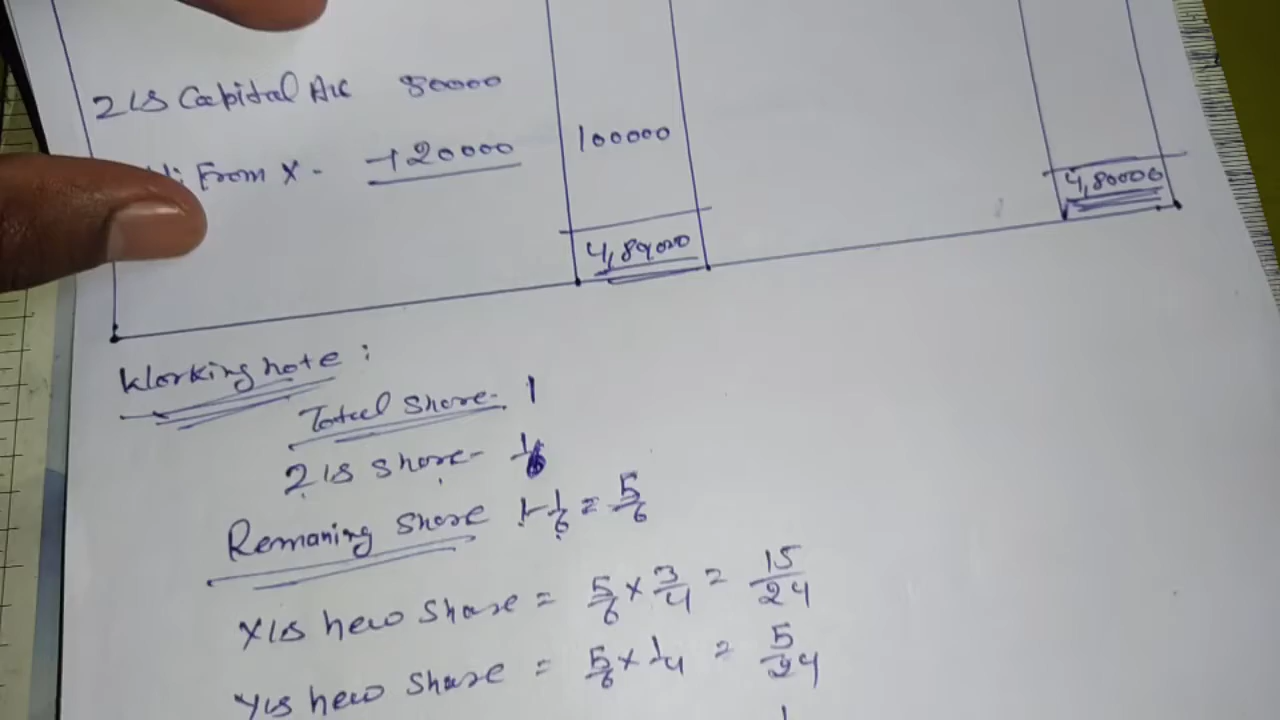 Z's Capital A/c 80000
From X - +20000 100000
4,80000
4,80000
Working note :
Total Share - 1
Z's Share - 1/6
Remaning Share 1-1/6 = 5/6
X's new Share = 5/6 × 3/4 = 15/24
Y's new Share = 5/6 × 1/4 = 5/24